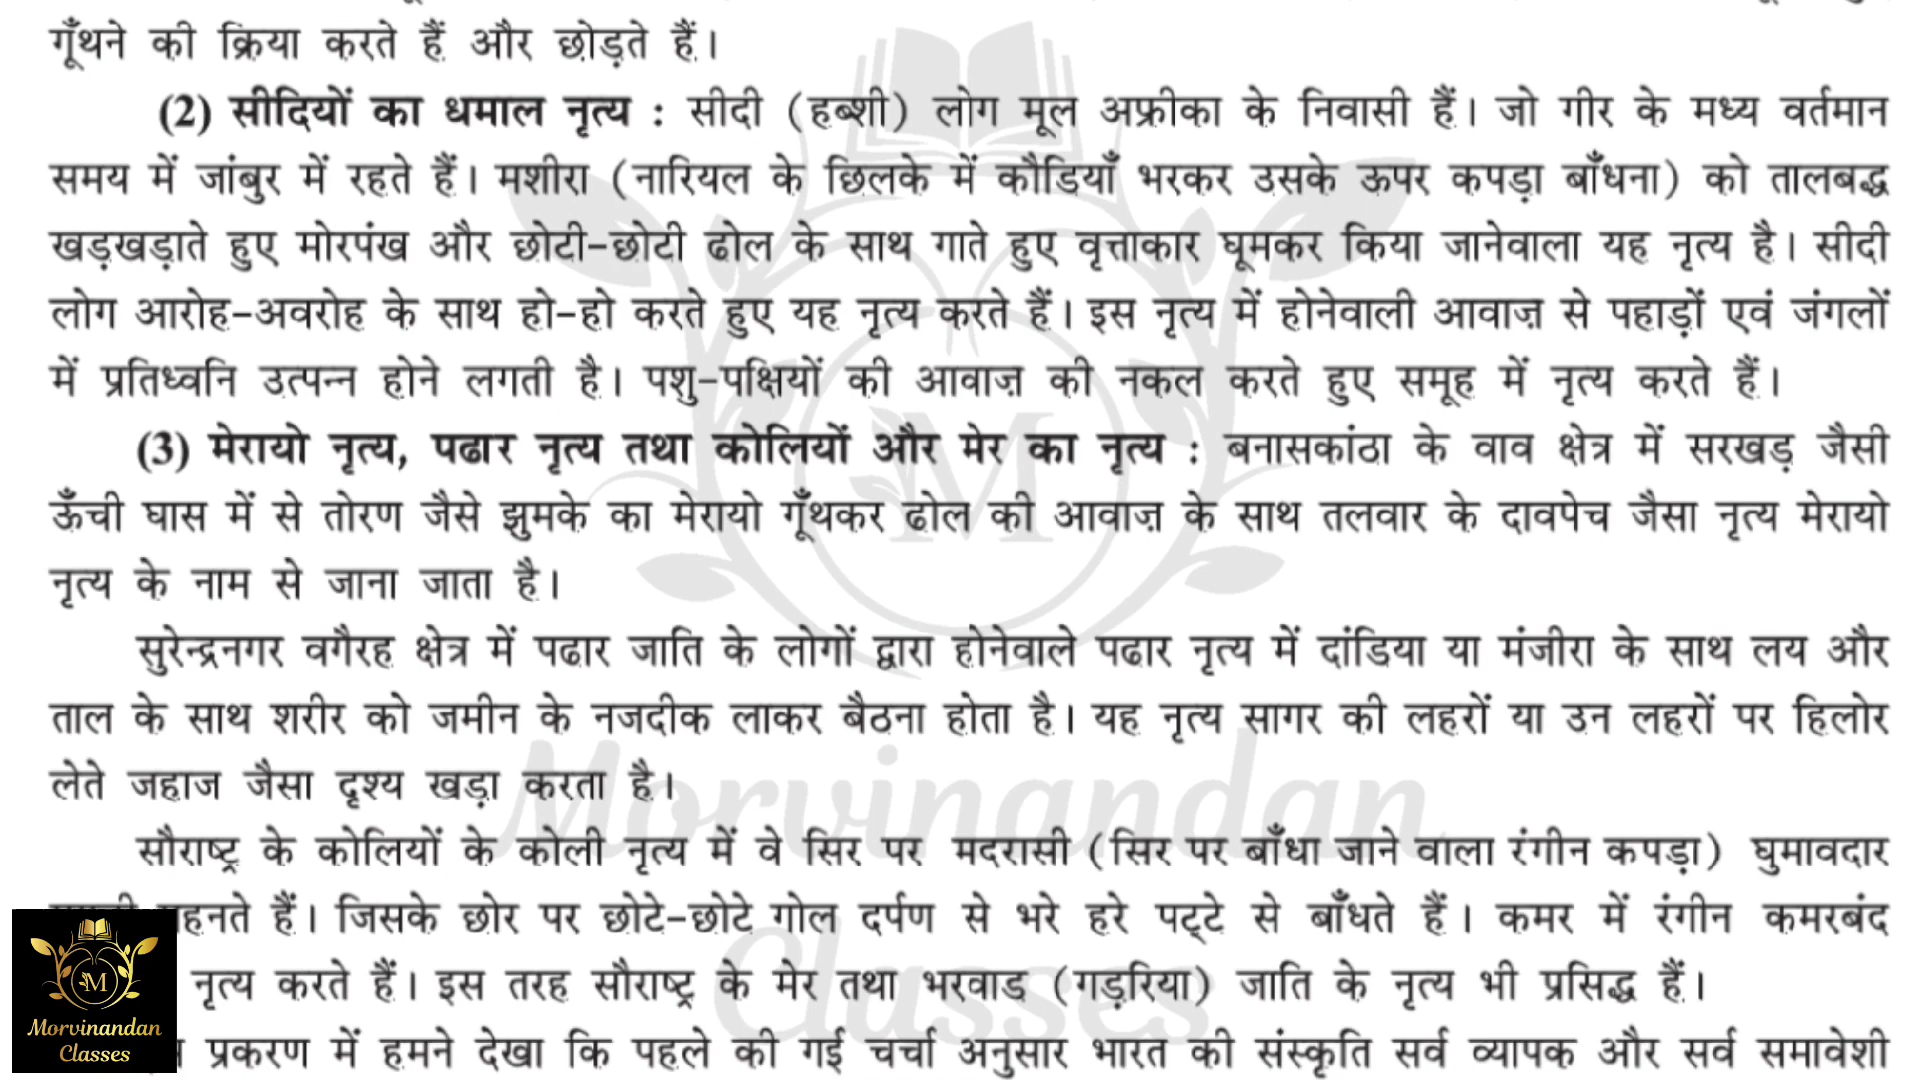 गूँथने की क्रिया करते हैं और छोड़ते हैं।
(2) सीदियों का धमाल नृत्य : सीदी (हब्शी) लोग मूल अफ्रीका के निवासी हैं। जो गीर के मध्य वर्तमान
समय में जांबुर में रहते हैं। मशीरा (नारियल के छिलके में कौडियाँ भरकर उसके ऊपर कपड़ा बाँधना) को तालबद्ध
खड़खड़ाते हुए मोरपंख और छोटी-छोटी ढोल के साथ गाते हुए वृत्ताकार घूमकर किया जानेवाला यह नृत्य है। सीदी
लोग आरोह-अवरोह के साथ हो-हो करते हुए यह नृत्य करते हैं। इस नृत्य में होनेवाली आवाज़ से पहाड़ों एवं जंगलों
में प्रतिध्वनि उत्पन्न होने लगती है। पशु-पक्षियों की आवाज़ की नकल करते हुए समूह में नृत्य करते हैं।
(3) मेरायो नृत्य, पढार नृत्य तथा कोलियों और मेर का नृत्य : बनासकांठा के वाव क्षेत्र में सरखड़ जैसी
ऊँची घास में से तोरण जैसे झुमके का मेरायो गूँथकर ढोल की आवाज़ के साथ तलवार के दावपेच जैसा नृत्य मेरायो
नृत्य के नाम से जाना जाता है।
सुरेन्द्रनगर वगैरह क्षेत्र में पढार जाति के लोगों द्वारा होनेवाले पढार नृत्य में दांडिया या मंजीरा के साथ लय और
ताल के साथ शरीर को जमीन के नजदीक लाकर बैठना होता है। यह नृत्य सागर की लहरों या उन लहरों पर हिलोर
लेते जहाज जैसा दृश्य खड़ा करता है।
सौराष्ट्र के कोलियों के कोली नृत्य में वे सिर पर मदरासी (सिर पर बाँधा जाने वाला रंगीन कपड़ा) घुमावदार
हैं। जिसके छोर पर छोटे-छोटे गोल दर्पण से भरे हरे पट्टे से बाँधते हैं। कमर में रंगीन कमरबंद
नृत्य करते हैं। इस तरह सौराष्ट्र के मेर तथा भरवाड (गड़रिया) जाति के नृत्य भी प्रसिद्ध हैं।
प्रकरण में हमने देखा कि पहले की गई चर्चा अनुसार भारत की संस्कृति सर्व व्यापक और सर्व समावेशी
M
Morvinandan
Classes
M
Morvinandan
Classes